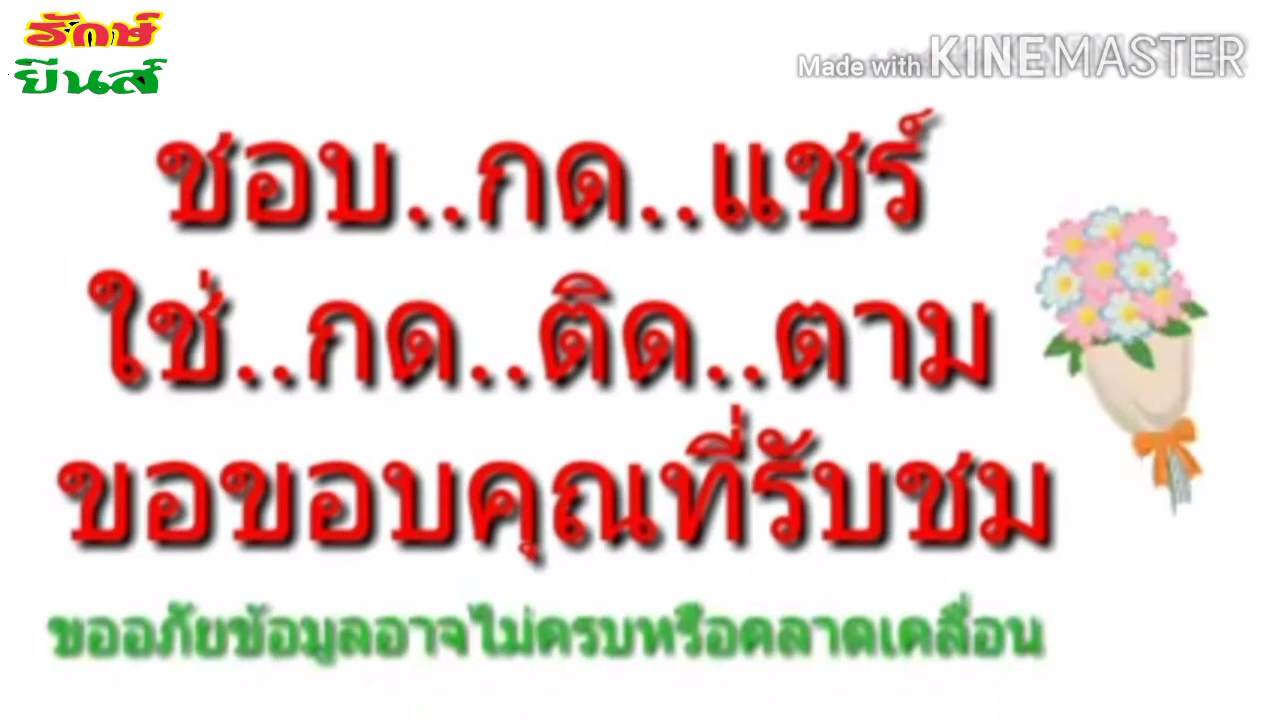 รักษ์
ยีนส์
Made with KINEMASTER
ชอบ..กด..แชร์
ใช่..กด..ติด..ตาม
ขอขอบคุณที่รับชม
ขออภัยข้อมูลอาจไม่ครบหรือคลาดเคลื่อน